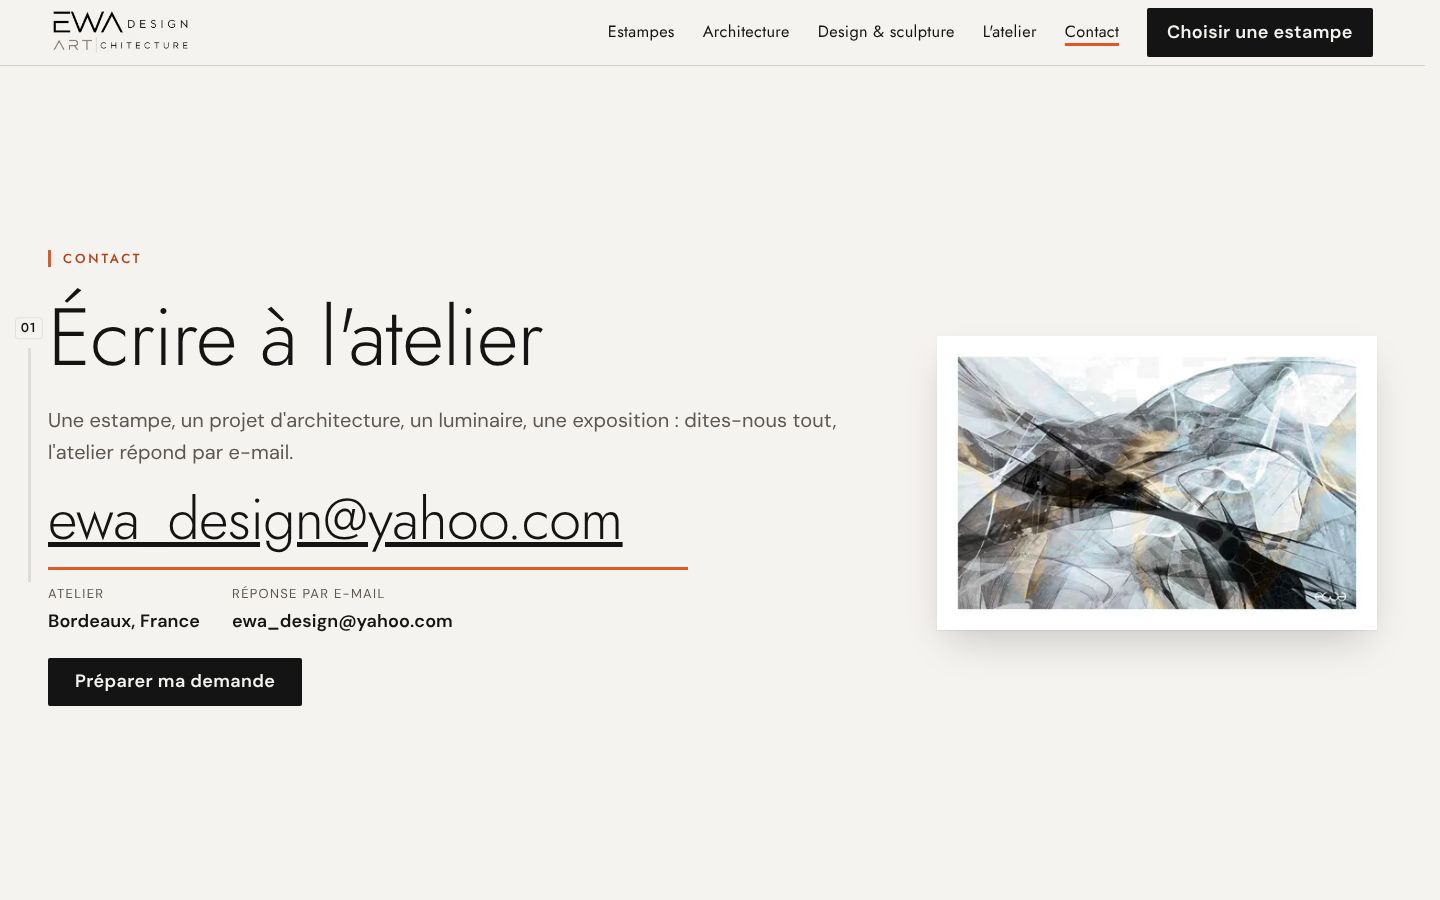 EWA DESIGN
ART CHITECTURE
Estampes
Architecture
Design & sculpture
L'atelier
Contact
Choisir une estampe
CONTACT
01
Écrire à l'atelier
Une estampe, un projet d'architecture, un luminaire, une exposition : dites-nous tout,
l'atelier répond par e-mail.
ewa_design@yahoo.com
ATELIER
Bordeaux, France
RÉPONSE PAR E-MAIL
ewa_design@yahoo.com
Préparer ma demande